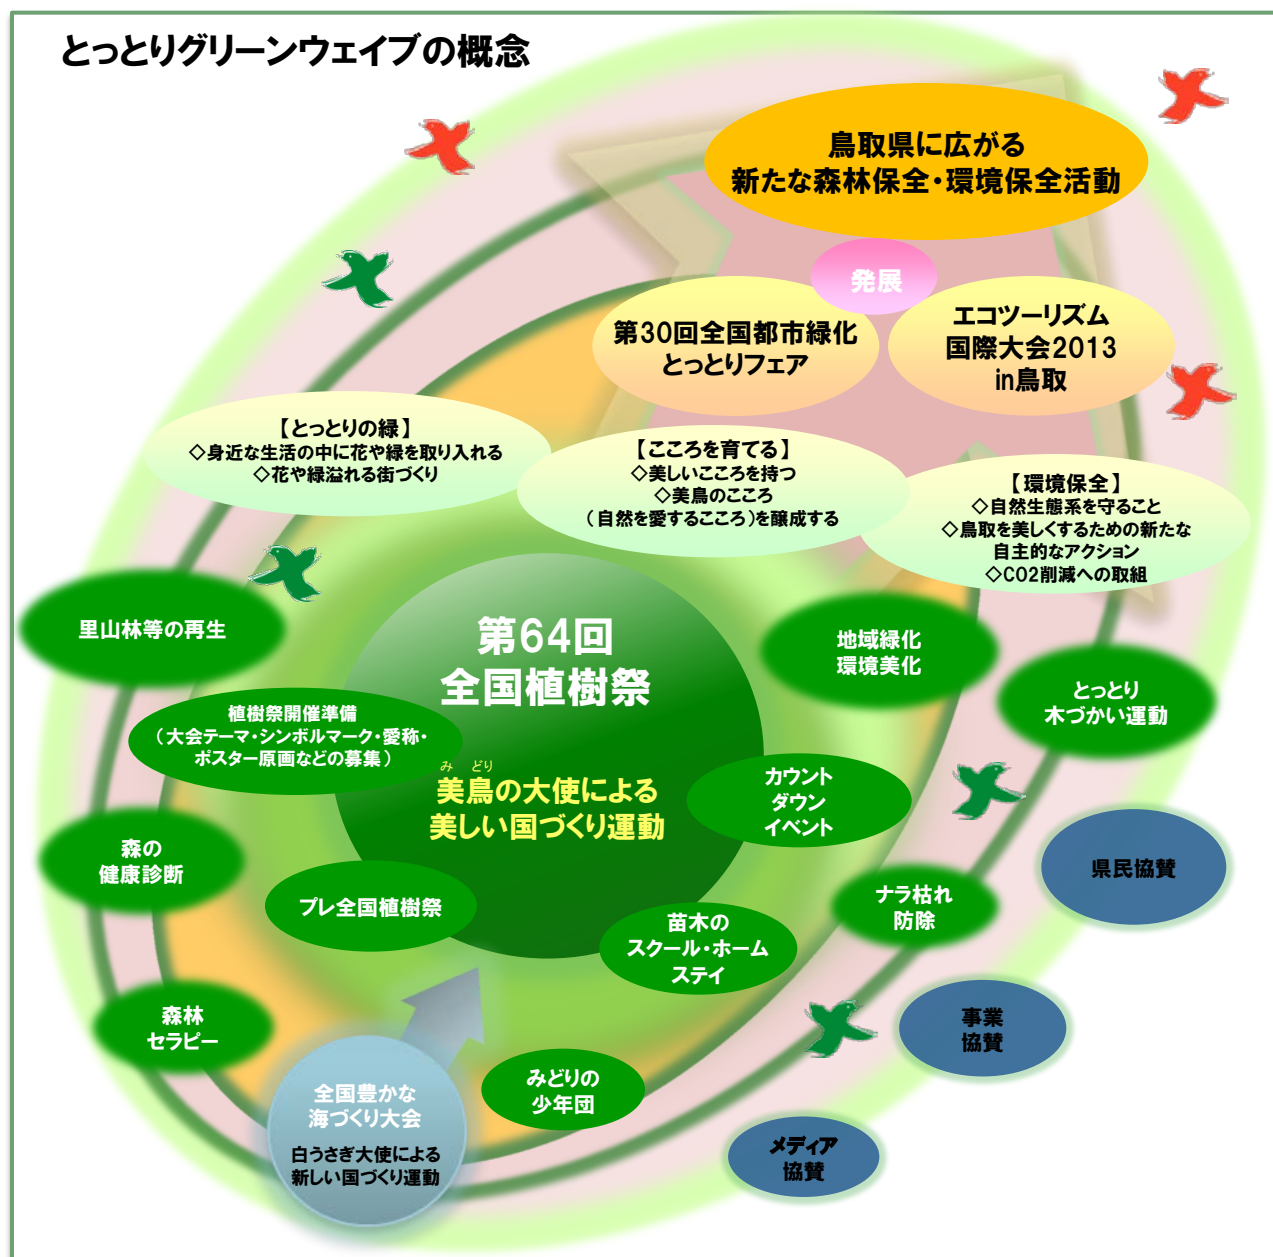 とっとりグリーンウェイブの概念
鳥取県に広がる
新たな森林保全・環境保全活動
発展
第30回全国都市緑化
とっとりフェア
エコツーリズム
国際大会2013
in鳥取
【とっとりの緑】
◇身近な生活の中に花や緑を取り入れる
◇花や緑溢れる街づくり
【こころを育てる】
◇美しいこころを持つ
◇美鳥のこころ
（自然を愛するこころ）を醸成する
【環境保全】
◇自然生態系を守ること
◇鳥取を美しくするための新たな
自主的なアクション
◇CO2削減への取組
里山林等の再生
第64回
全国植樹祭
み どり
美鳥の大使による
美しい国づくり運動
地域緑化
環境美化
とっとり
木づかい運動
植樹祭開催準備
（大会テーマ・シンボルマーク・愛称・
ポスター原画などの募集）
カウント
ダウン
イベント
森の
健康診断
県民協賛
プレ全国植樹祭
ナラ枯れ
防除
苗木の
スクール・ホーム
ステイ
森林
セラピー
事業
協賛
全国豊かな
海づくり大会
白うさぎ大使による
新しい国づくり運動
みどりの
少年団
メディア
協賛